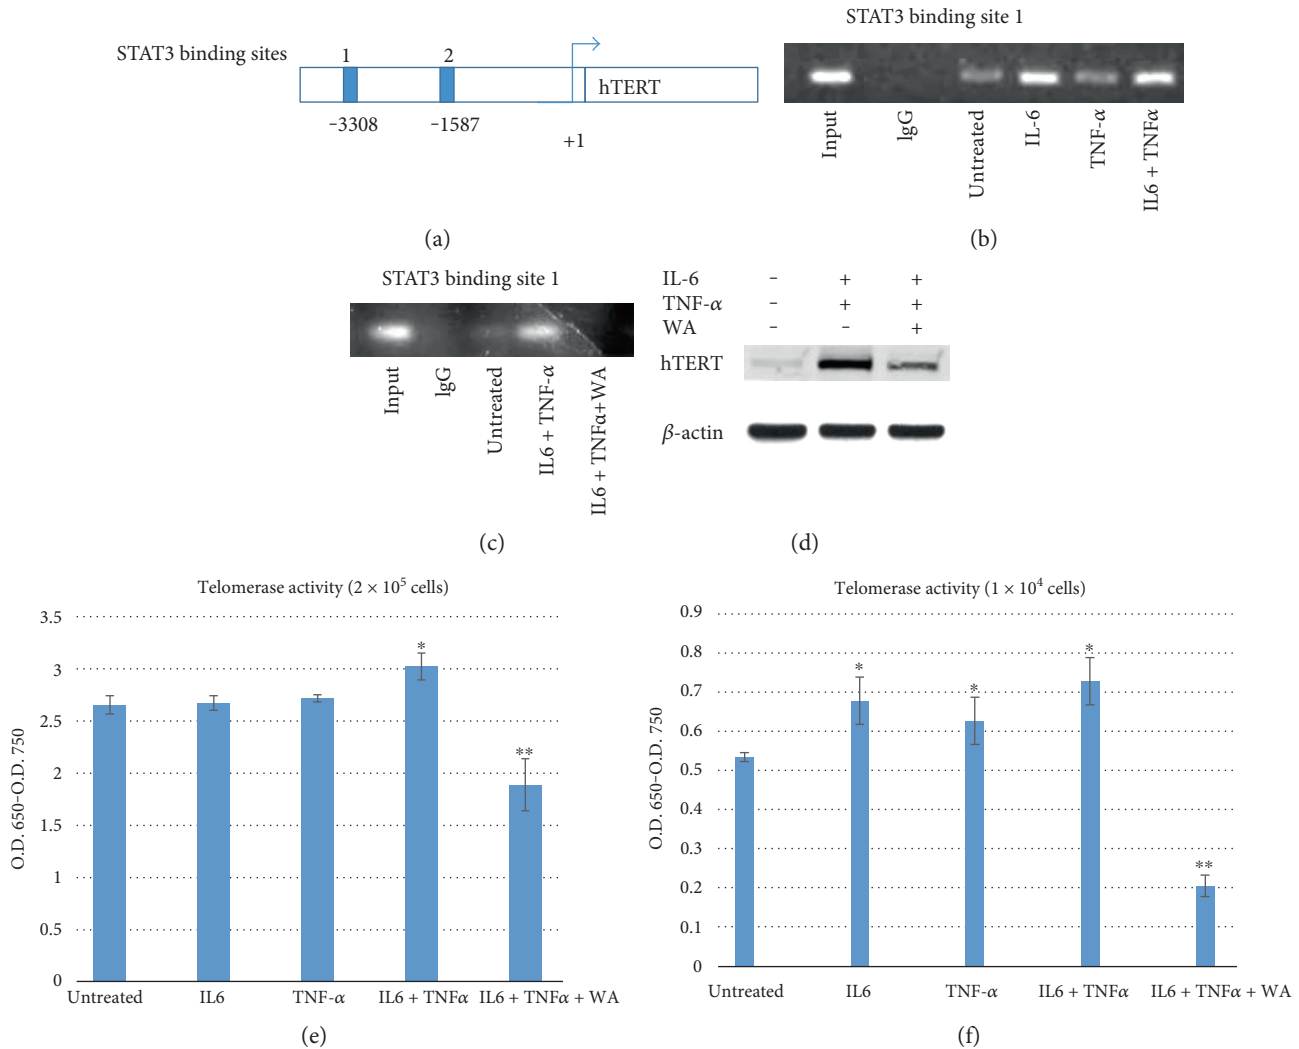 (a)
STAT3 binding sites
1
2
hTERT
-3308
-1587
+1
STAT3 binding site 1
Input
IgG
Untreated
IL-6
TNF-α
IL6 + TNFα
(b)
STAT3 binding site 1
Input
IgG
Untreated
IL6 + TNF-α
IL6 + TNFα+WA
(c)
IL-6 - + +
TNF-α - + +
WA - - +
hTERT
β-actin
(d)
Telomerase activity (2 × 10⁵ cells)
O.D. 650–O.D. 750
3.5
3
2.5
2
1.5
1
0.5
0
*
**
Untreated
IL6
TNF-α
IL6 + TNFα
IL6 + TNFα + WA
(e)
Telomerase activity (1 × 10⁴ cells)
O.D. 650–O.D. 750
0.9
0.8
0.7
0.6
0.5
0.4
0.3
0.2
0.1
0
*
*
*
**
Untreated
IL6
TNF-α
IL6 + TNFα
IL6 + TNFα + WA
(f)